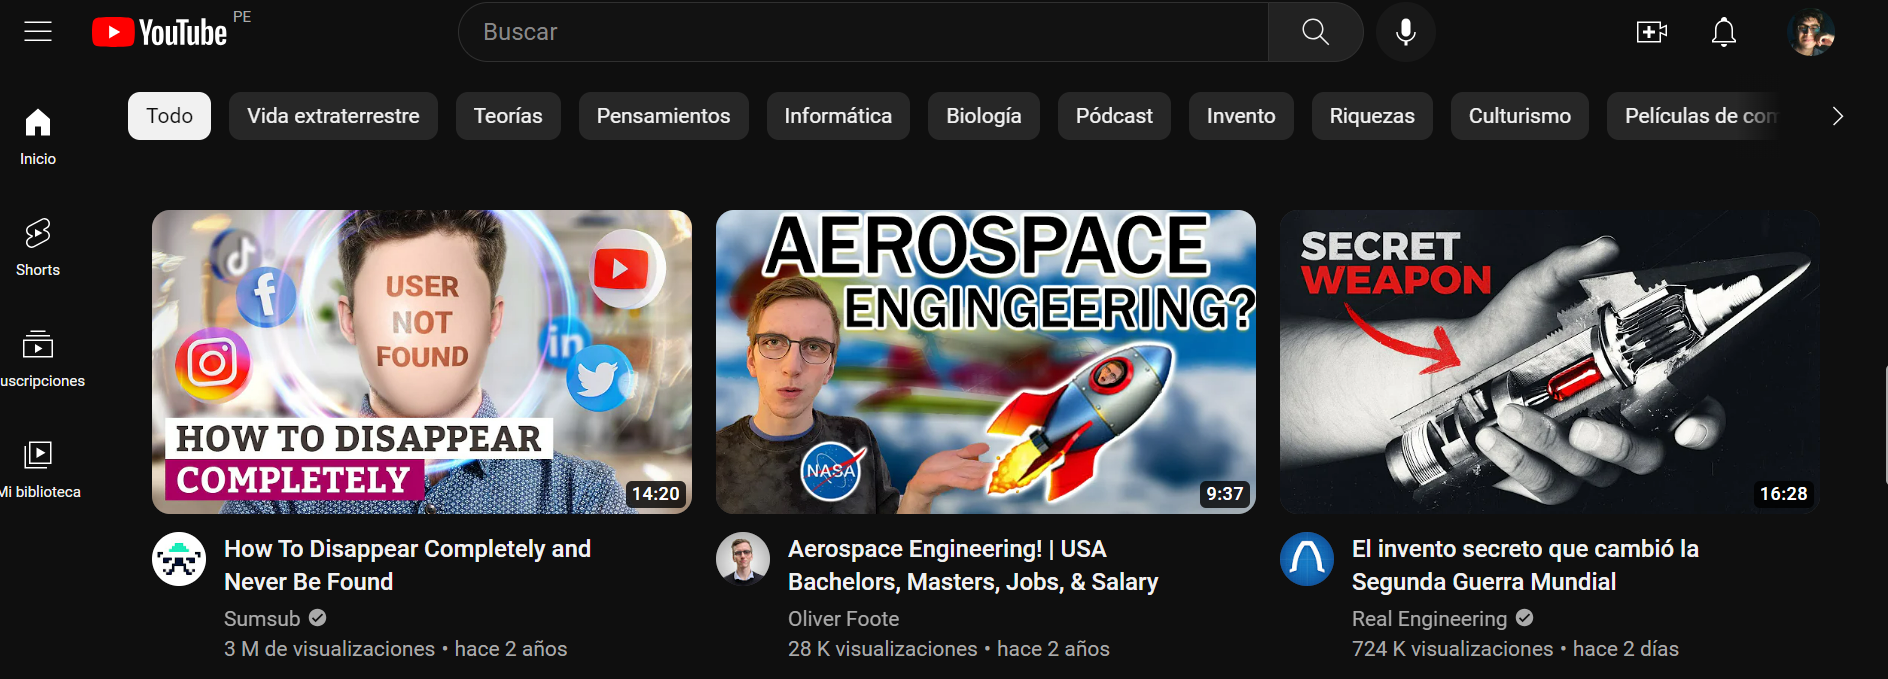 YouTube PE
Buscar
Todo
Vida extraterrestre
Teorías
Pensamientos
Informática
Biología
Pódcast
Invento
Riquezas
Culturismo
Películas de com
Inicio
Shorts
uscripciones
Mi biblioteca
USER
NOT
FOUND
in
HOW TO DISAPPEAR
COMPLETELY
14:20
How To Disappear Completely and
Never Be Found
Sumsub
3 M de visualizaciones • hace 2 años
AEROSPACE
ENGINGEERING?
NASA
9:37
Aerospace Engineering! | USA
Bachelors, Masters, Jobs, & Salary
Oliver Foote
28 K visualizaciones • hace 2 años
SECRET
WEAPON
16:28
El invento secreto que cambió la
Segunda Guerra Mundial
Real Engineering
724 K visualizaciones • hace 2 días